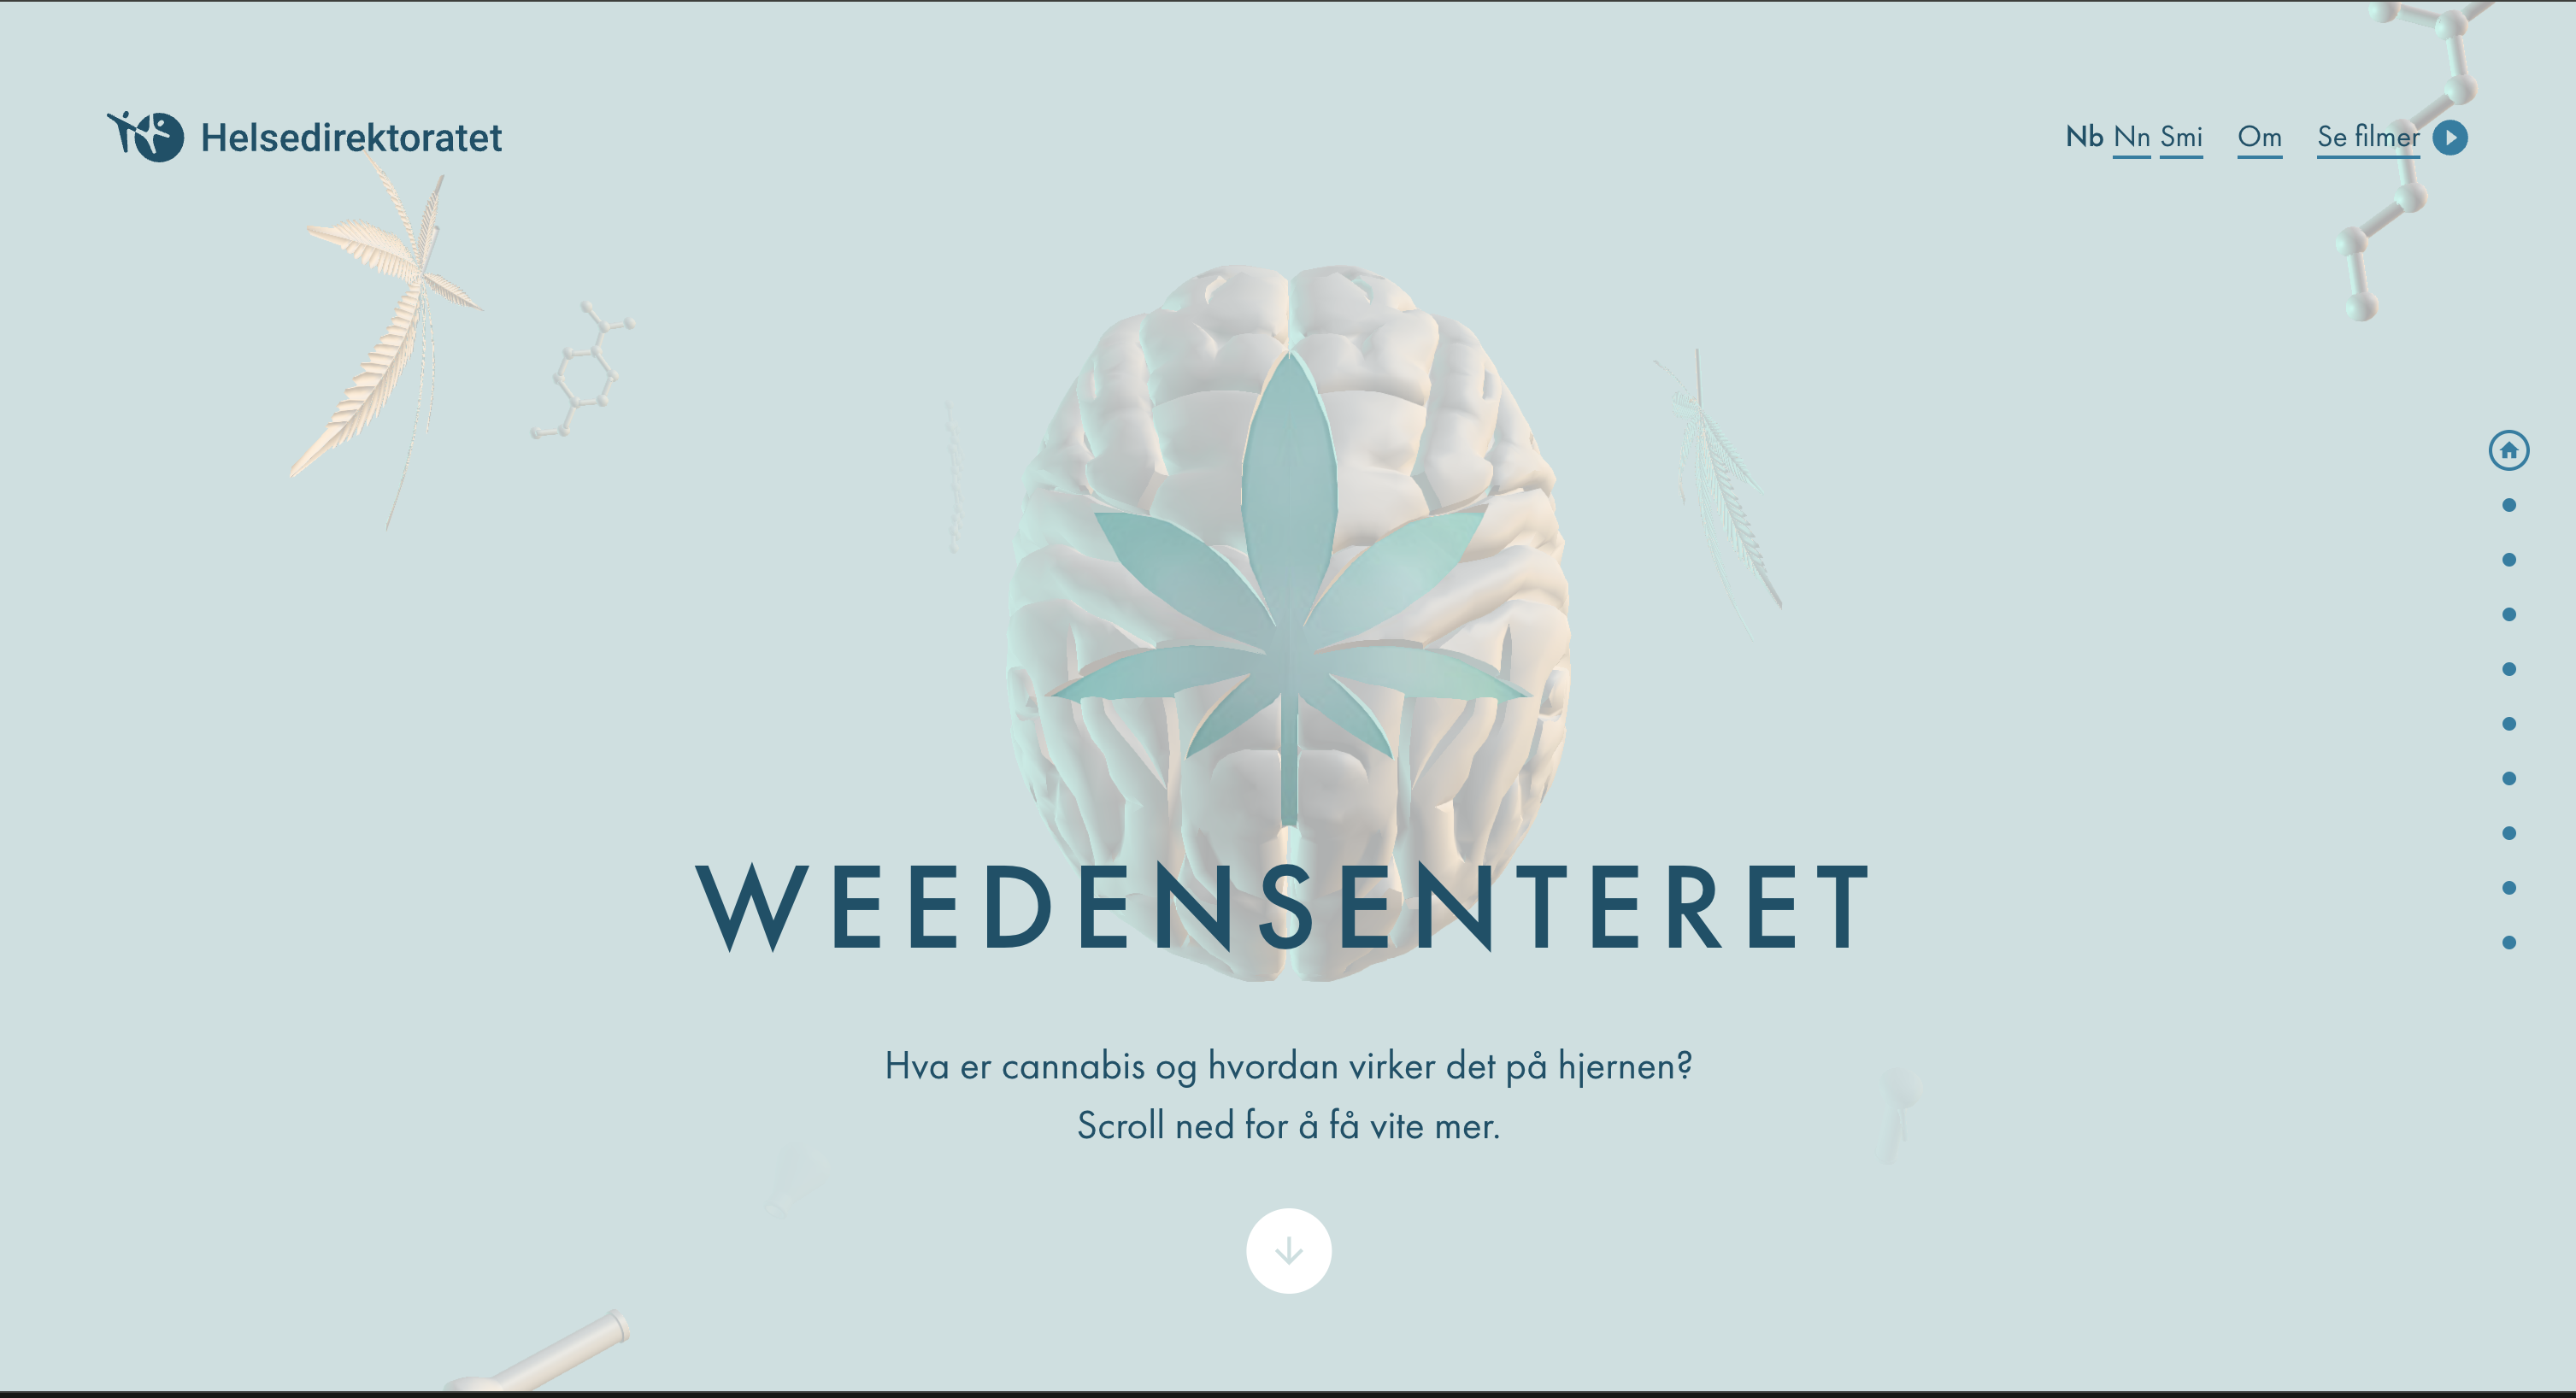 Helsedirektoratet
Nb Nn Smi Om Se filmer
WEEDENSENTERET
Hva er cannabis og hvordan virker det på hjernen?
Scroll ned for å få vite mer.